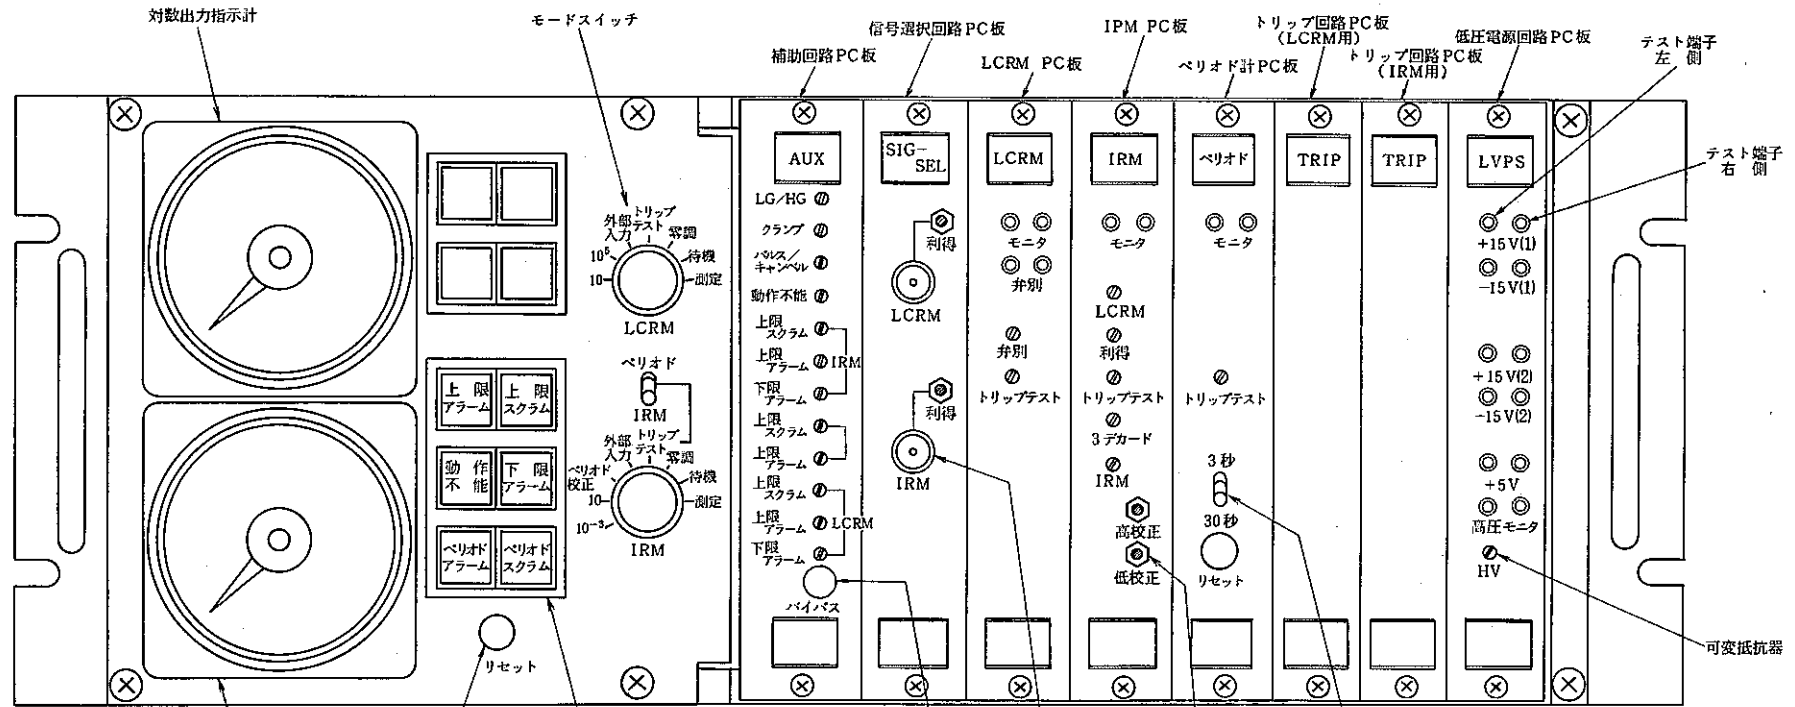 対数出力指示計
モードスイッチ
補助回路PC板
信号選択回路PC板
LCRM PC板
IPM PC板
ペリオド計PC板
トリップ回路PC板
(LCRM用)
トリップ回路PC板
(IRM用)
低圧電源回路PC板
テスト端子
左 側
テスト端子
右 側
可変抵抗器
上 限
アラーム
上 限
スクラム
動 作
不 能
下 限
アラーム
ペリオド
アラーム
ペリオド
スクラム
リセット
外部
入力
トリップ
テスト
零調
待機
測定
10⁵
10
LCRM
ペリオド
IRM
外部
入力
トリップ
テスト
零調
待機
測定
ペリオド
校正
10
10⁻³
IRM
AUX
LG/HG
クランプ
パルス/
キャンベル
動作不能
上限
スクラム
上限
アラーム
IRM
下限
アラーム
上限
スクラム
上限
アラーム
上限
スクラム
上限
アラーム
LCRM
下限
アラーム
バイパス
SIG-
SEL
利得
LCRM
利得
IRM
LCRM
モニタ
弁別
弁別
トリップテスト
IRM
モニタ
LCRM
利得
トリップテスト
3デカード
IRM
高校正
低校正
ペリオド
モニタ
トリップテスト
3秒
30秒
リセット
TRIP
TRIP
LVPS
+15V(1)
-15V(1)
+15V(2)
-15V(2)
+5V
高圧モニタ
HV